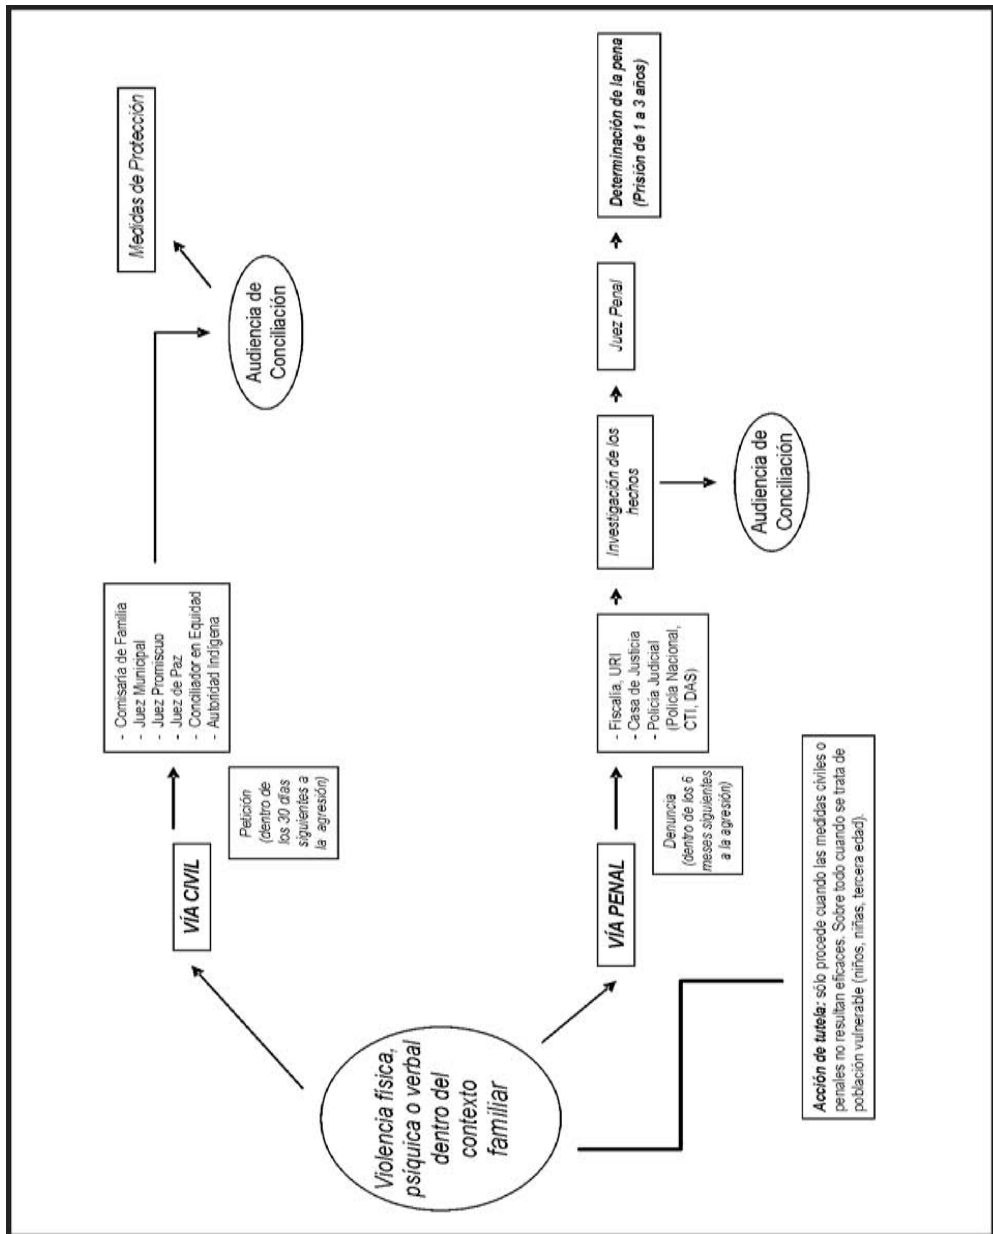 Violencia física,
psíquica o verbal
dentro del
contexto
familiar
VÍA CIVIL
Petición
(dentro de
los 30 días
siguientes a
la agresión)
- Comisaría de Familia
- Juez Municipal
- Juez Promiscuo
- Juez de Paz
- Conciliador en Equidad
- Autoridad Indígena
Audiencia de
Conciliación
Medidas de Protección
VÍA PENAL
Denuncia
(dentro de los 6
meses siguientes
a la agresión)
- Fiscalía, URI
- Casa de Justicia
- Policía Judicial
(Policía Nacional,
CTI, DAS)
Investigación de los
hechos
Audiencia de
Conciliación
Juez Penal
Determinación de la pena
(Prisión de 1 a 3 años)
Acción de tutela: sólo procede cuando las medidas civiles o
penales no resultan eficaces. Sobre todo cuando se trata de
población vulnerable (niños, niñas, tercera edad).